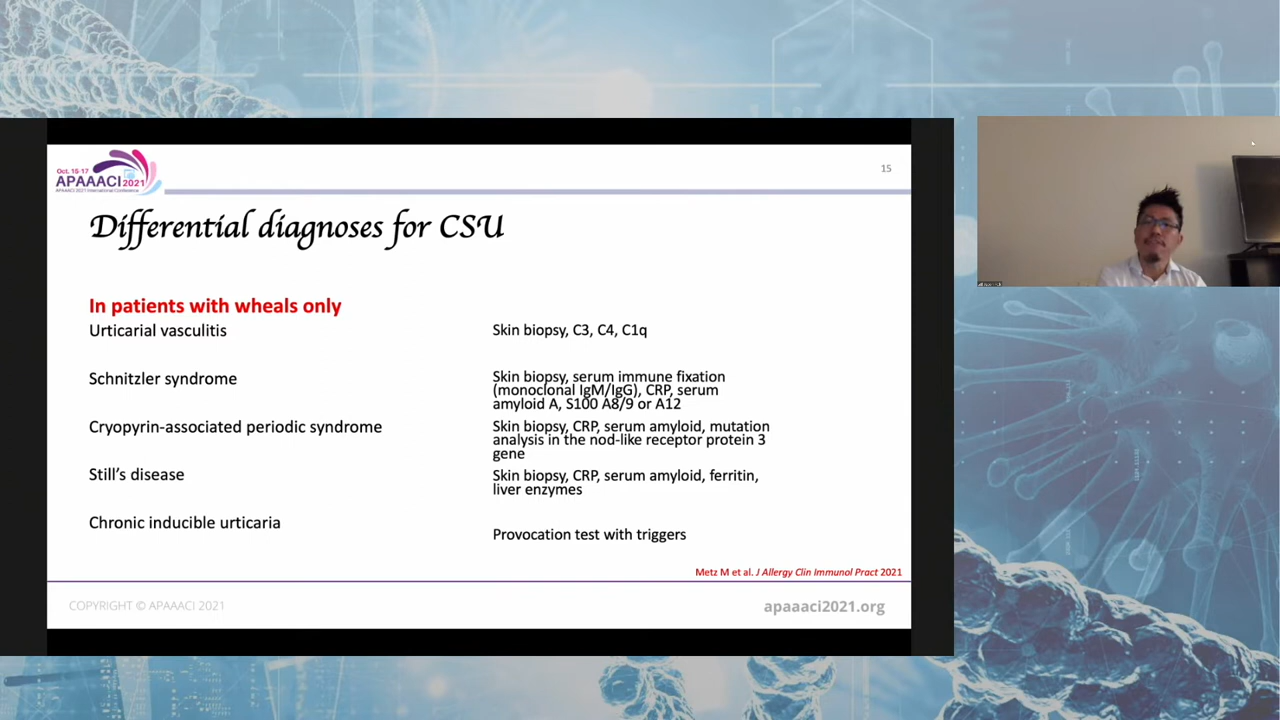 Oct. 15-17
APAAACI 2021
APAAACI 2021 International Conference
15
Differential diagnoses for CSU
In patients with wheals only
Urticarial vasculitis
Skin biopsy, C3, C4, C1q
Schnitzler syndrome
Skin biopsy, serum immune fixation
(monoclonal IgM/IgG), CRP, serum
amyloid A, S100 A8/9 or A12
Cryopyrin-associated periodic syndrome
Skin biopsy, CRP, serum amyloid, mutation
analysis in the nod-like receptor protein 3
gene
Still’s disease
Skin biopsy, CRP, serum amyloid, ferritin,
liver enzymes
Chronic inducible urticaria
Provocation test with triggers
Metz M et al. J Allergy Clin Immunol Pract 2021
COPYRIGHT © APAAACI 2021
apaaaci2021.org